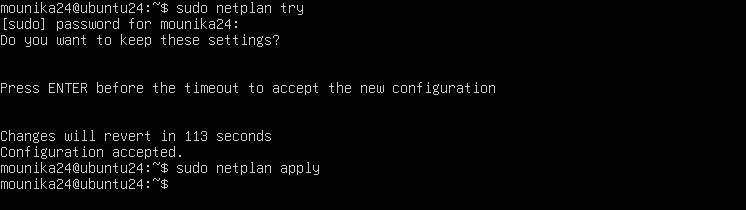 mounika24@ubuntu24:~$ sudo netplan try
[sudo] password for mounika24:
Do you want to keep these settings?
Press ENTER before the timeout to accept the new configuration
Changes will revert in 113 seconds
Configuration accepted.
mounika24@ubuntu24:~$ sudo netplan apply
mounika24@ubuntu24:~$